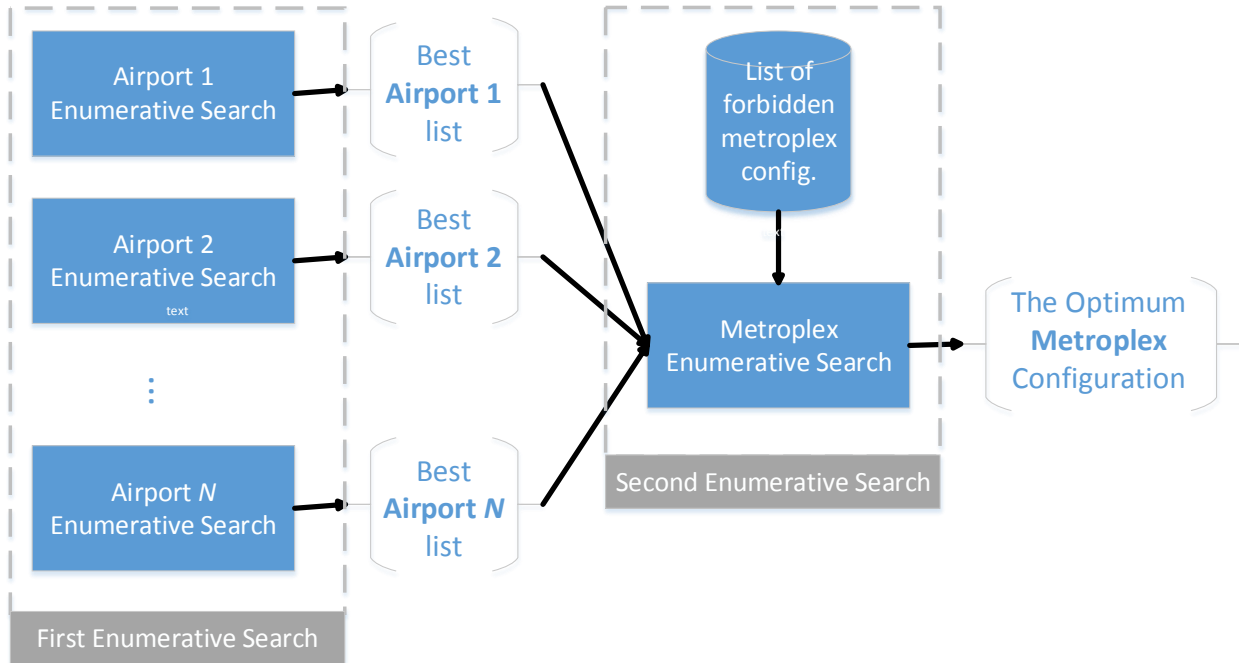 Airport 1
Enumerative Search
Best
Airport 1
list
List of
forbidden
metroplex
config.
Airport 2
Enumerative Search
text
Best
Airport 2
list
Metroplex
Enumerative Search
The Optimum
Metroplex
Configuration
⋮
Airport N
Enumerative Search
Best
Airport N
list
Second Enumerative Search
First Enumerative Search